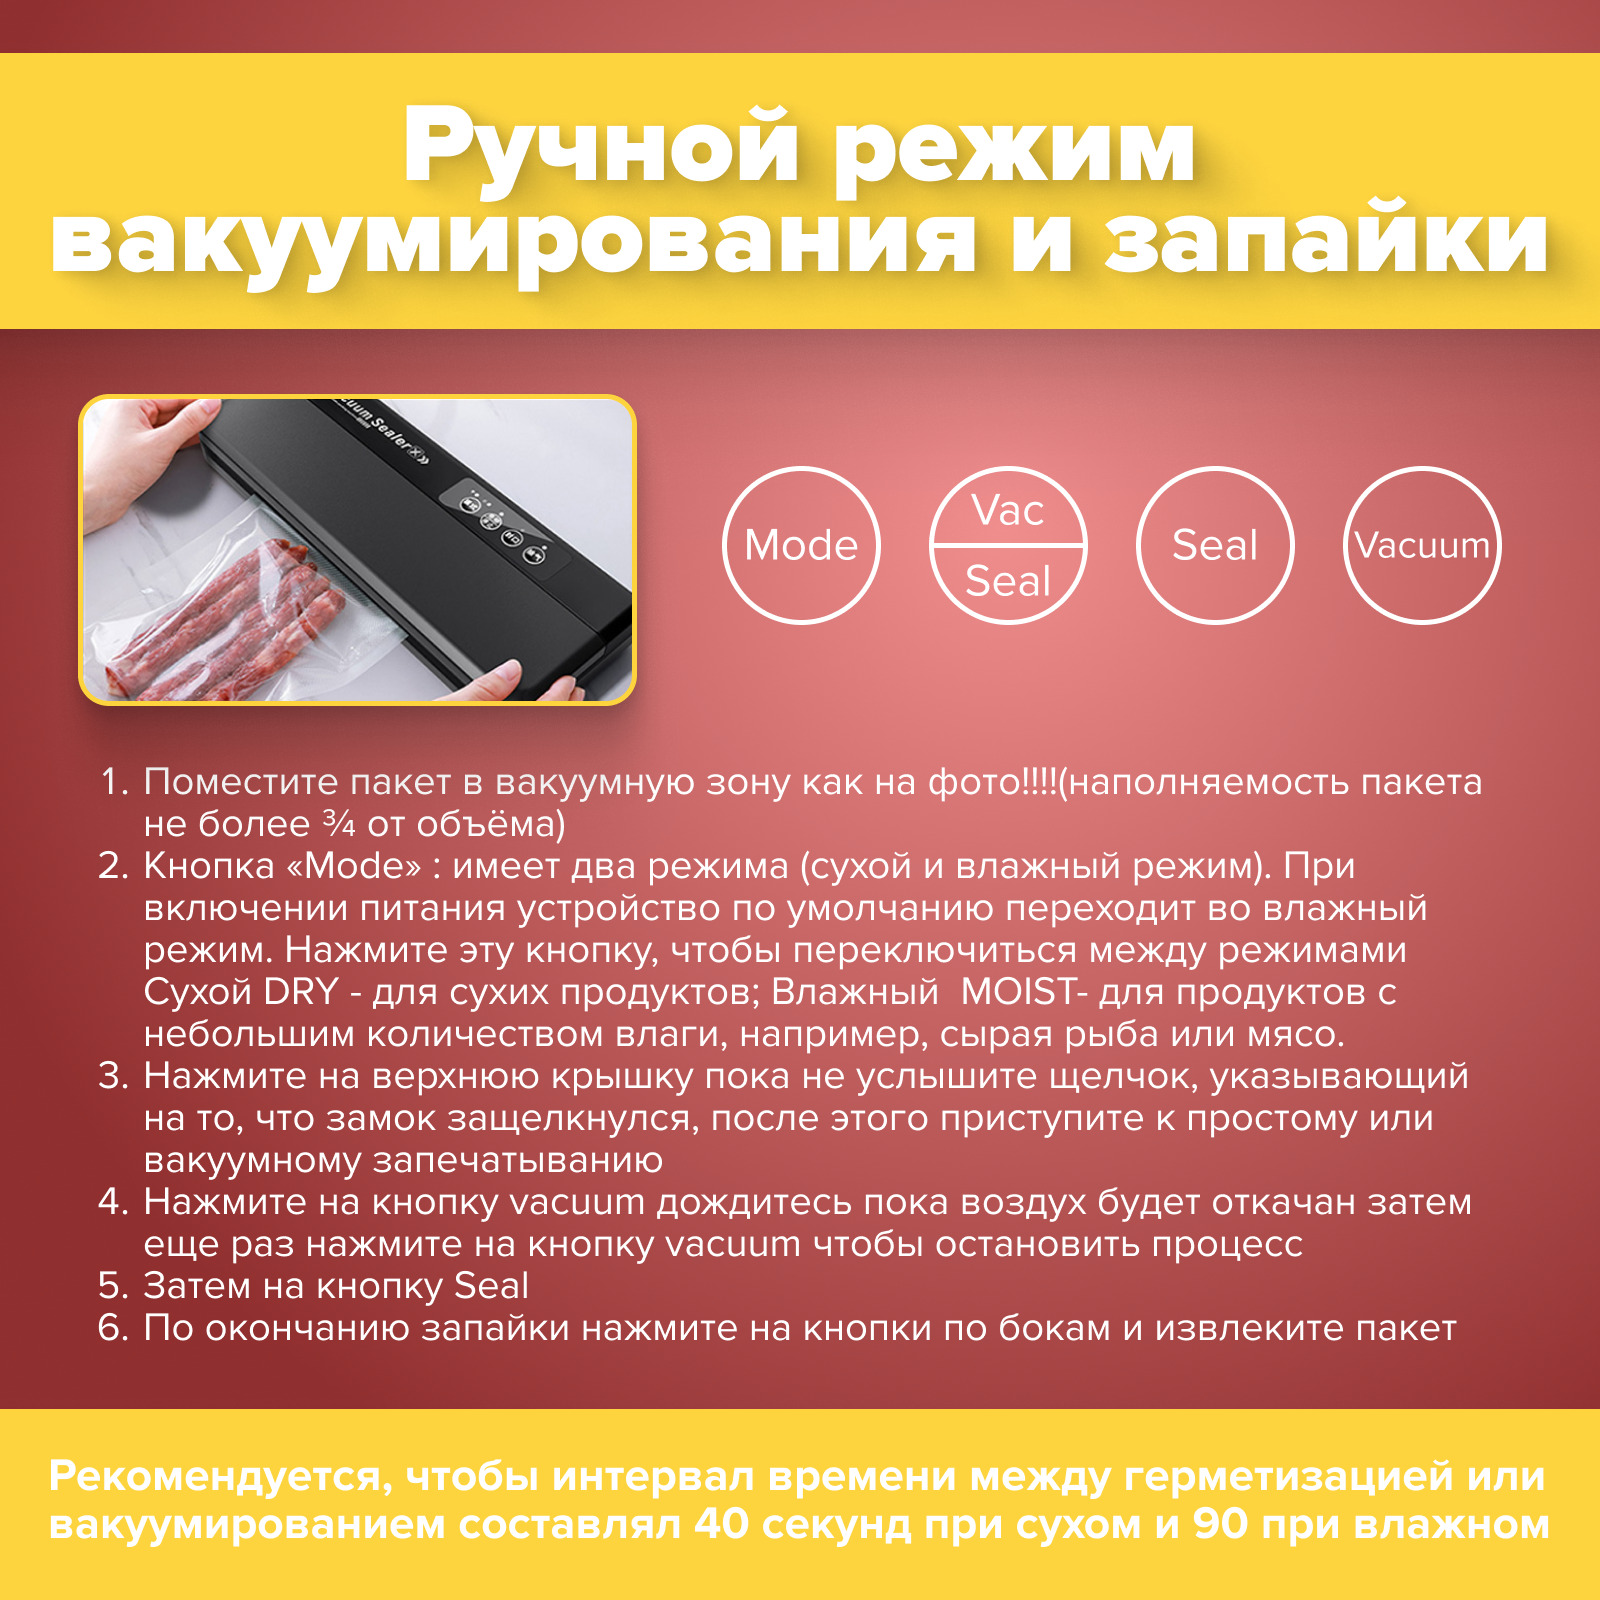 Ручной режим
вакуумирования и запайки
cuum Sealer
Mode
Vac
Seal
Seal
Vacuum
1. Поместите пакет в вакуумную зону как на фото!!!!(наполняемость пакета
не более ¾ от объёма)
2. Кнопка «Mode» : имеет два режима (сухой и влажный режим). При
включении питания устройство по умолчанию переходит во влажный
режим. Нажмите эту кнопку, чтобы переключиться между режимами
Сухой DRY - для сухих продуктов; Влажный  MOIST- для продуктов с
небольшим количеством влаги, например, сырая рыба или мясо.
3. Нажмите на верхнюю крышку пока не услышите щелчок, указывающий
на то, что замок защелкнулся, после этого приступите к простому или
вакуумному запечатыванию
4. Нажмите на кнопку vacuum дождитесь пока воздух будет откачан затем
еще раз нажмите на кнопку vacuum чтобы остановить процесс
5. Затем на кнопку Seal
6. По окончанию запайки нажмите на кнопки по бокам и извлеките пакет
Рекомендуется, чтобы интервал времени между герметизацией или
вакуумированием составлял 40 секунд при сухом и 90 при влажном